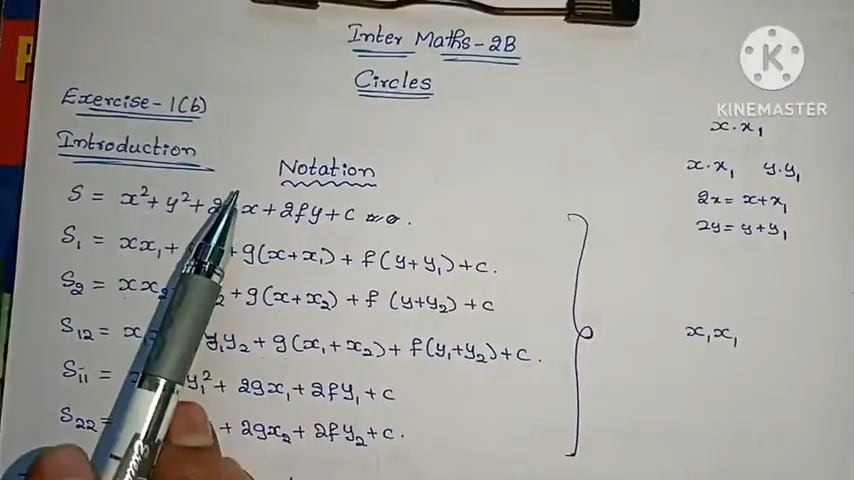 Inter Maths-2B
Circles
Exercise-1(b)
Introduction
Notation
S = x²+y²+2 x+2fy+c
S₁ = xx₁+ +g(x+x₁)+f(y+y₁)+c.
S₂ = xx₂ +g(x+x₂)+f(y+y₂)+c
S₁₂ = x₁ y₁y₂+g(x₁+x₂)+f(y₁+y₂)+c.
S₁₁ = y₁²+2gx₁+2fy₁+c
S₂₂= +2gx₂+2fy₂+c.
KINEMASTER
x·x₁
x·x₁ y·y₁
2x = x+x₁
2y = y+y₁
x₁x₁